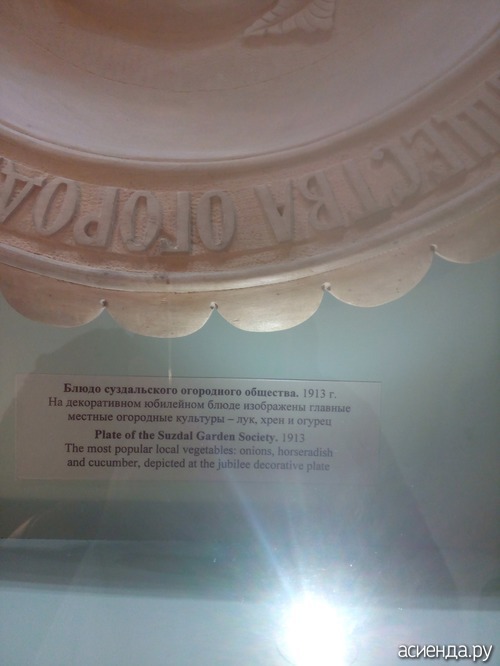 ЩЕСТВА ОГОРОД
Блюдо суздальского огородного общества. 1913 г.
На декоративном юбилейном блюде изображены главные
местные огородные культуры – лук, хрен и огурец
Plate of the Suzdal Garden Society. 1913
The most popular local vegetables: onions, horseradish
and cucumber, depicted at the jubilee decorative plate
асиенда.ру